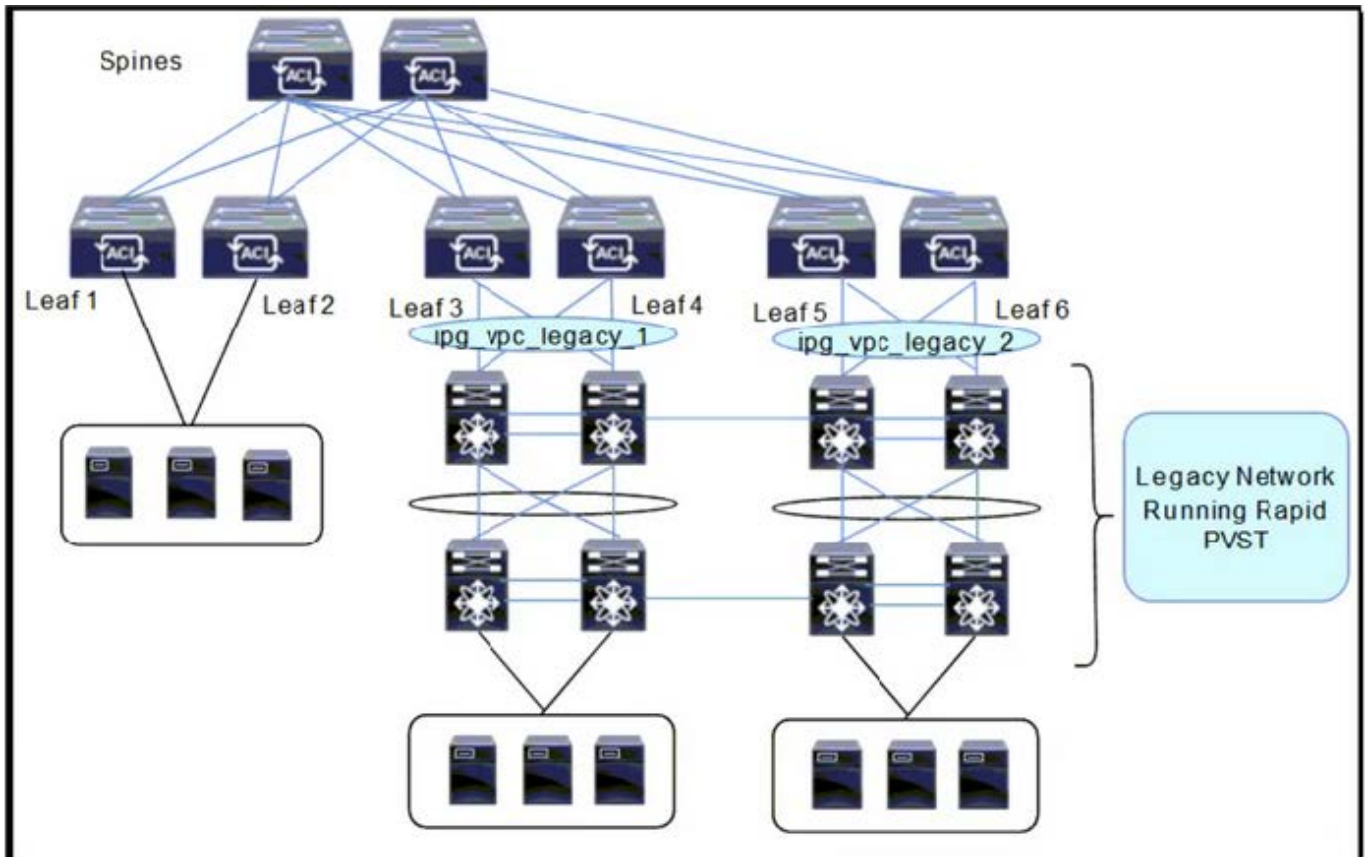 Spines
ACI
ACI
ACI
ACI
ACI
ACI
ACI
ACI
Leaf 1
Leaf 2
Leaf 3
Leaf 4
Leaf 5
Leaf 6
ipg_vpc_legacy_1
ipg_vpc_legacy_2
Legacy Network
Running Rapid
PVST